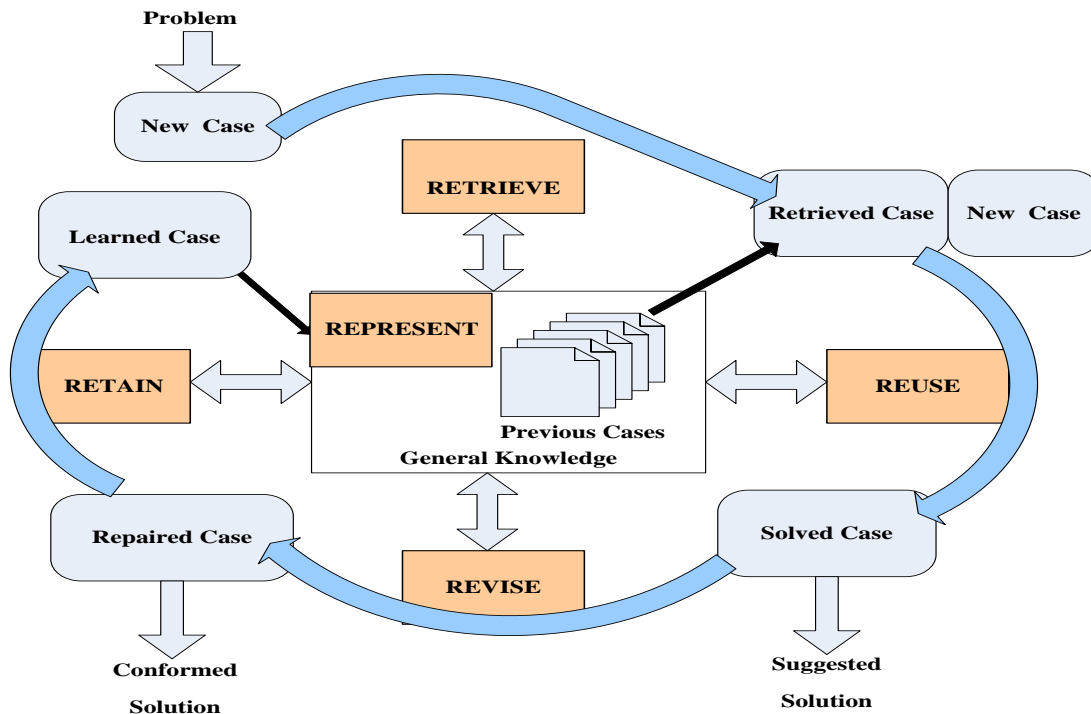 Problem
New Case
RETRIEVE
Retrieved Case
New Case
Learned Case
REPRESENT
RETAIN
REUSE
Previous Cases
General Knowledge
Repaired Case
Solved Case
REVISE
Conformed
Solution
Suggested
Solution